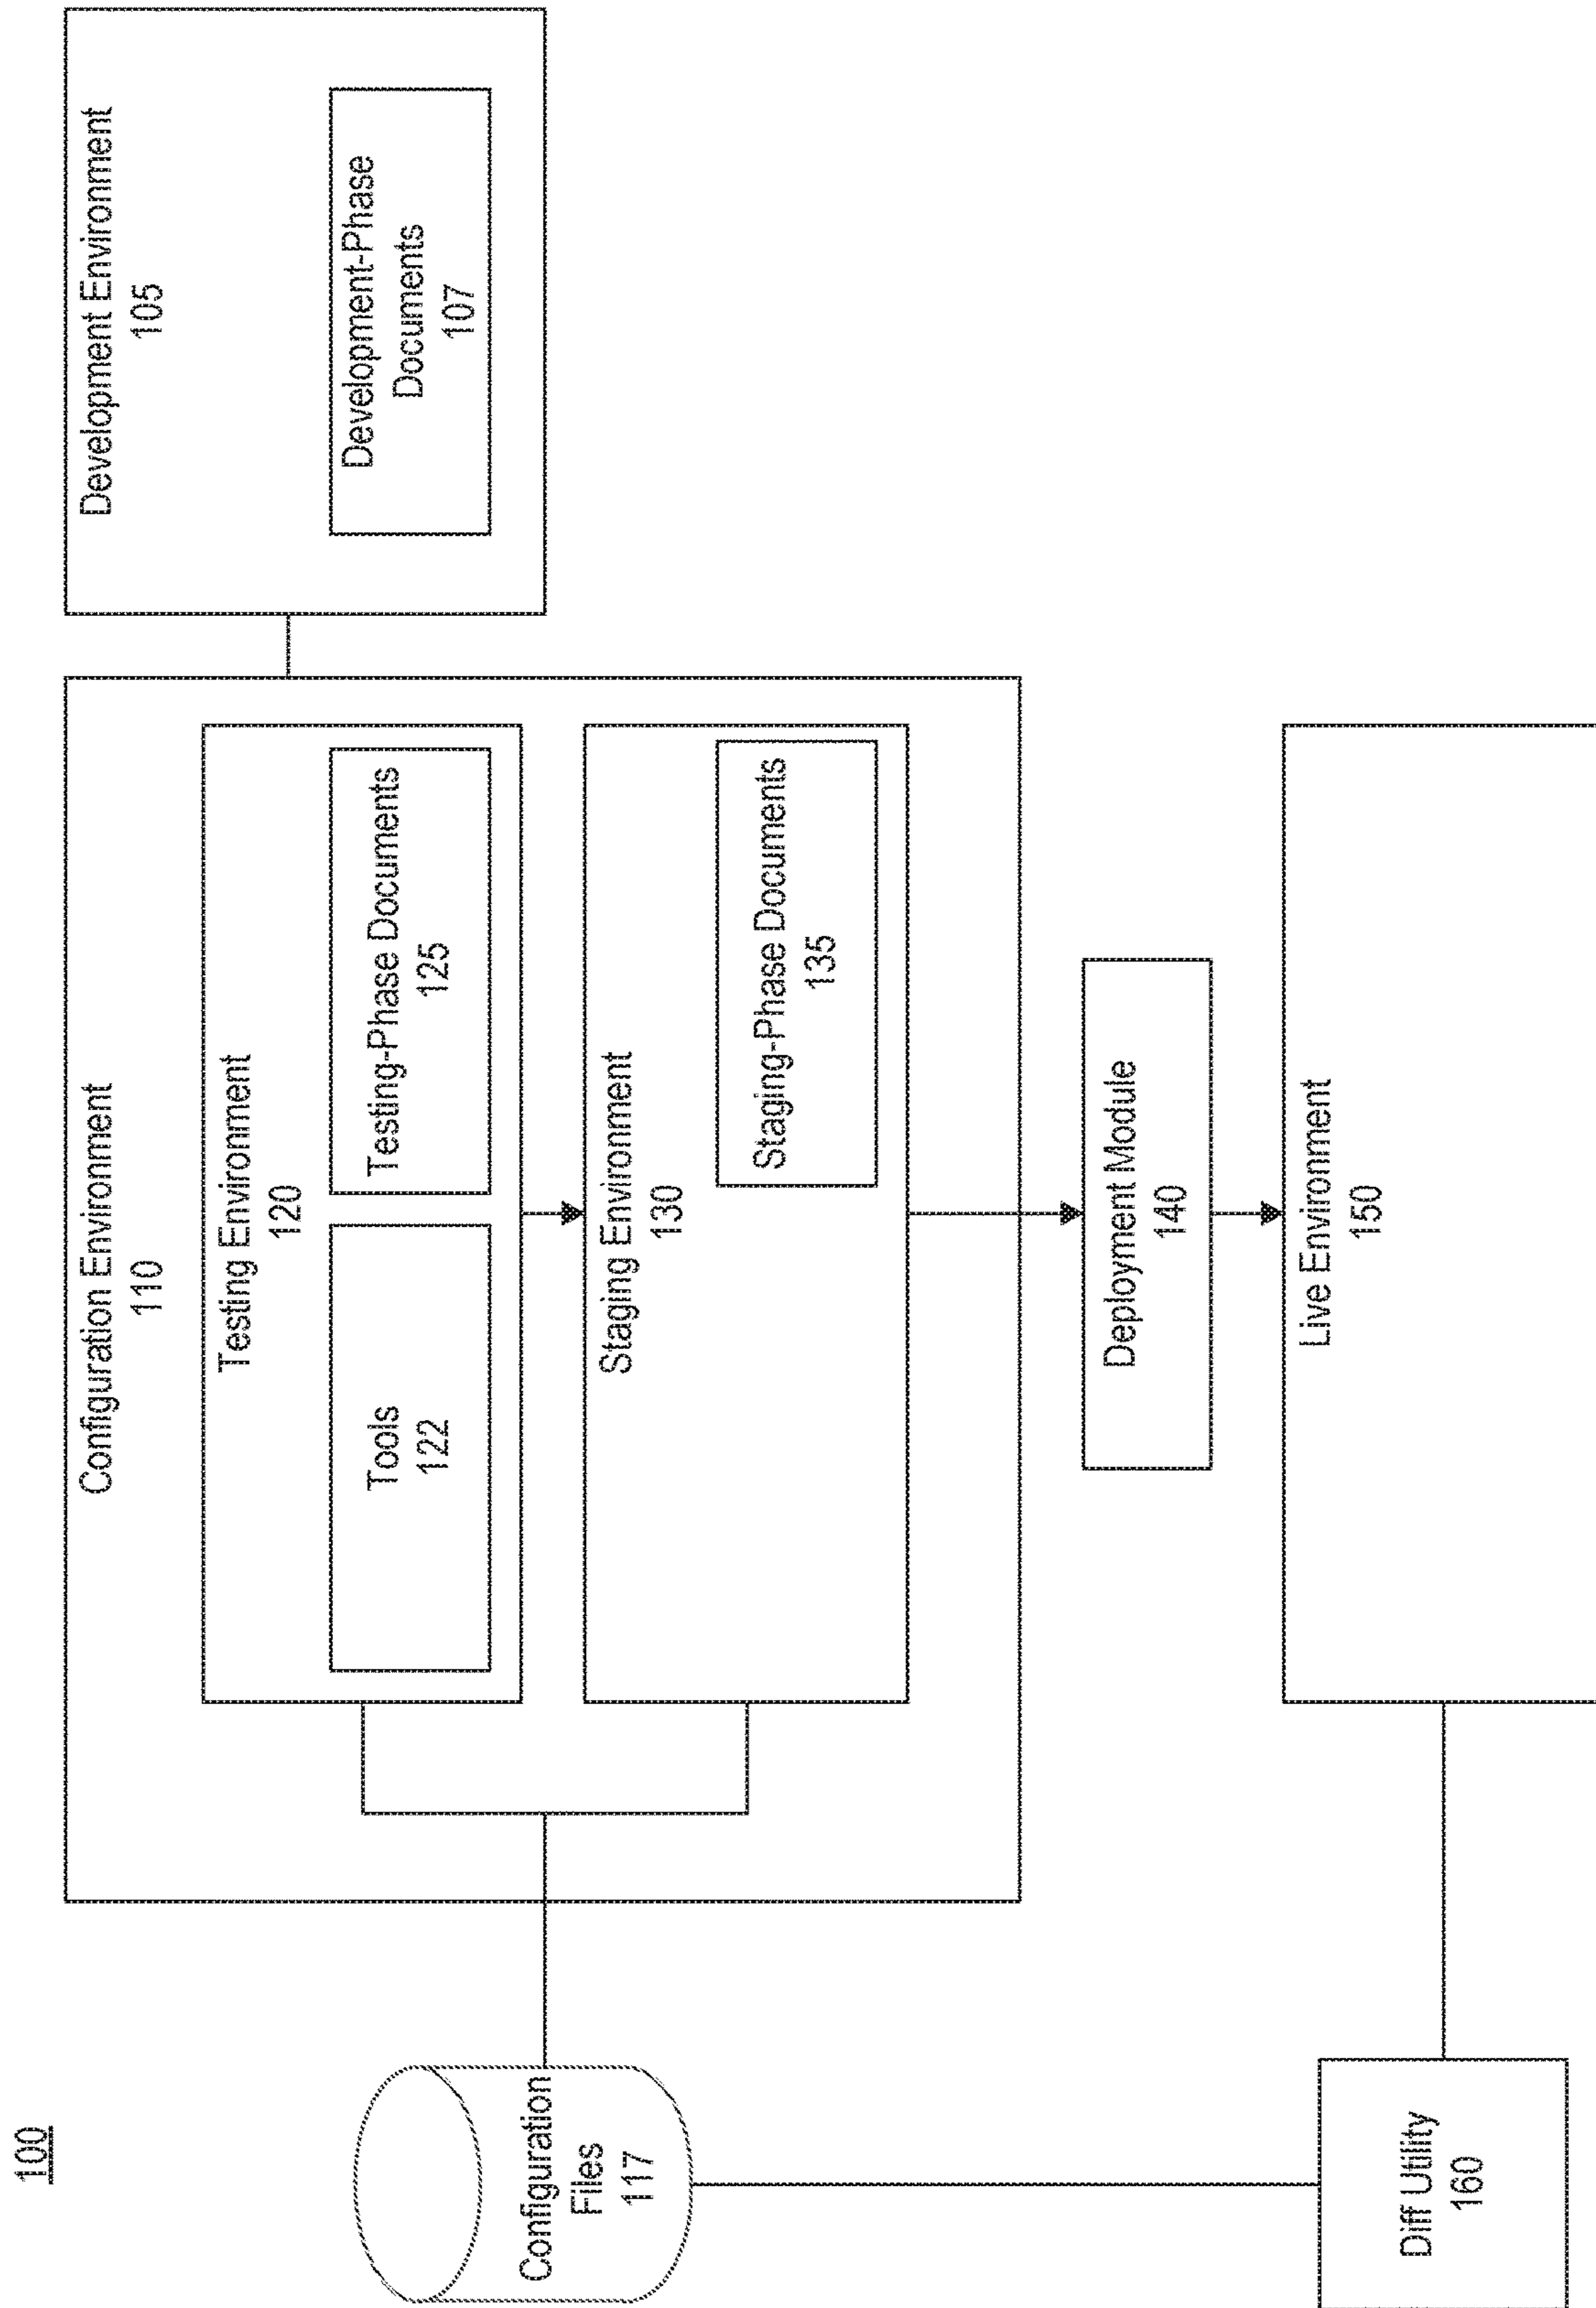 100
Configuration Environment
110
Development Environment
105
Testing Environment
120
Tools
122
Testing-Phase Documents
125
Development-Phase
Documents
107
Configuration
Files
117
Staging Environment
130
Staging-Phase Documents
135
Deployment Module
140
Live Environment
150
Diff Utility
160